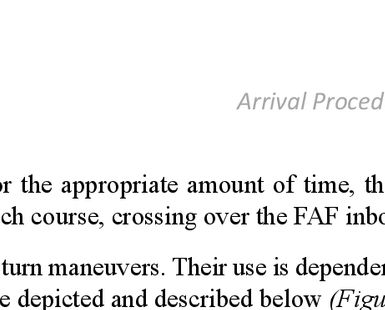 Arrival Proced
or the appropriate amount of time, th
ch course, crossing over the FAF inbo
turn maneuvers. Their use is depender
e depicted and described below (Figu